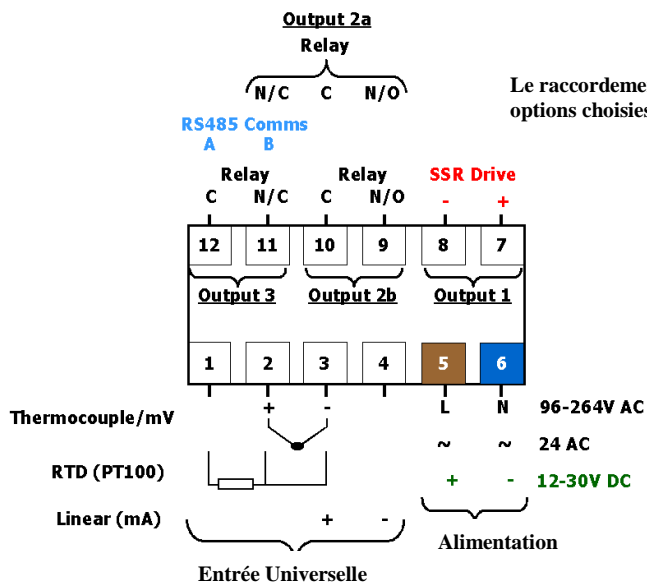 Output 2a
Relay
N/C C N/O
Le raccordeme
options choisies
RS485 Comms
A B
Relay Relay SSR Drive
C N/C C N/O - +
12 11 10 9 8 7
Output 3 Output 2b Output 1
1 2 3 4 5 6
Thermocouple/mV + - L N 96-264V AC
~ ~ 24 AC
RTD (PT100) + - 12-30V DC
Linear (mA) + -
Alimentation
Entrée Universelle